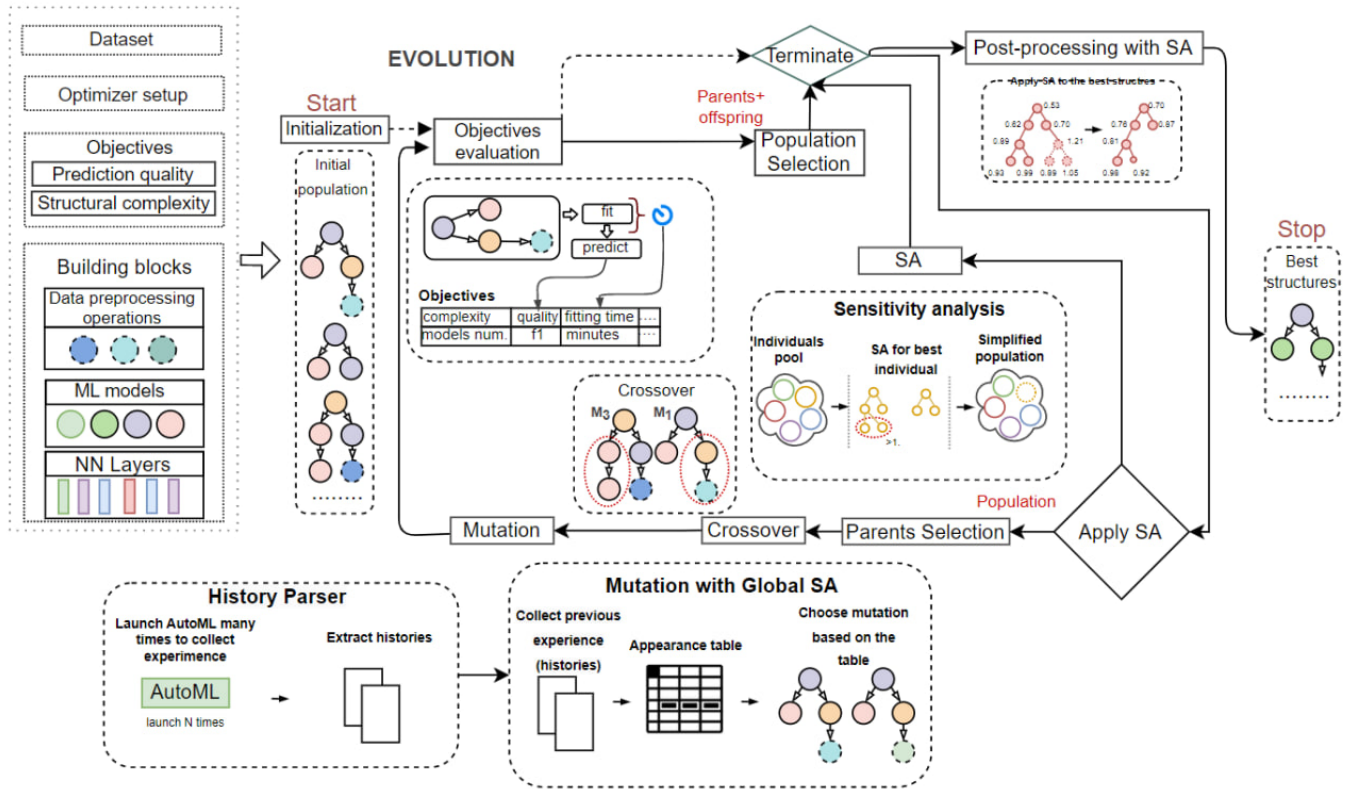 Dataset
Optimizer setup
Objectives
Prediction quality
Structural complexity
Building blocks
Data preprocessing
operations
ML models
NN Layers
EVOLUTION
Start
Initialization
Initial
population
........
Objectives
evaluation
Terminate
Parents+
offspring
Population
Selection
Post-processing with SA
Apply SA to the best structres
0.53
0.62
0.70
0.89
1.21
0.93
0.99
0.89
1.05
0.70
0.76
0.87
0.81
0.98
0.92
fit
predict
Objectives
complexity
quality
fitting time
....
models num.
f1
minutes
....
SA
Sensitivity analysis
Individuals
pool
SA for best
individual
>1.
Simplified
population
Stop
Best
structures
........
Crossover
M3
M1
Population
Mutation
Crossover
Parents Selection
Apply SA
History Parser
Launch AutoML many
times to collect
experimence
AutoML
launch N times
Extract histories
Mutation with Global SA
Collect previous
experience
(histories)
Appearance table
Choose mutation
based on the
table